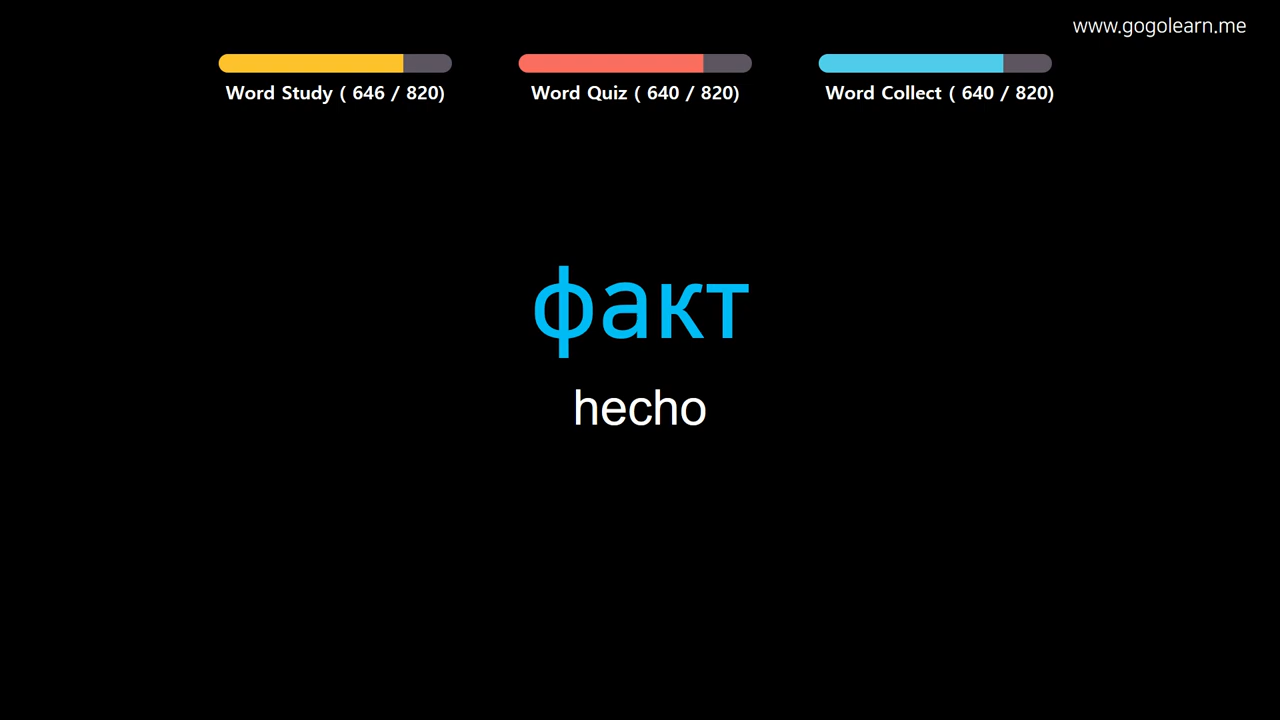 www.gogolearn.me
Word Study ( 646 / 820)
Word Quiz ( 640 / 820)
Word Collect ( 640 / 820)
факт
hecho